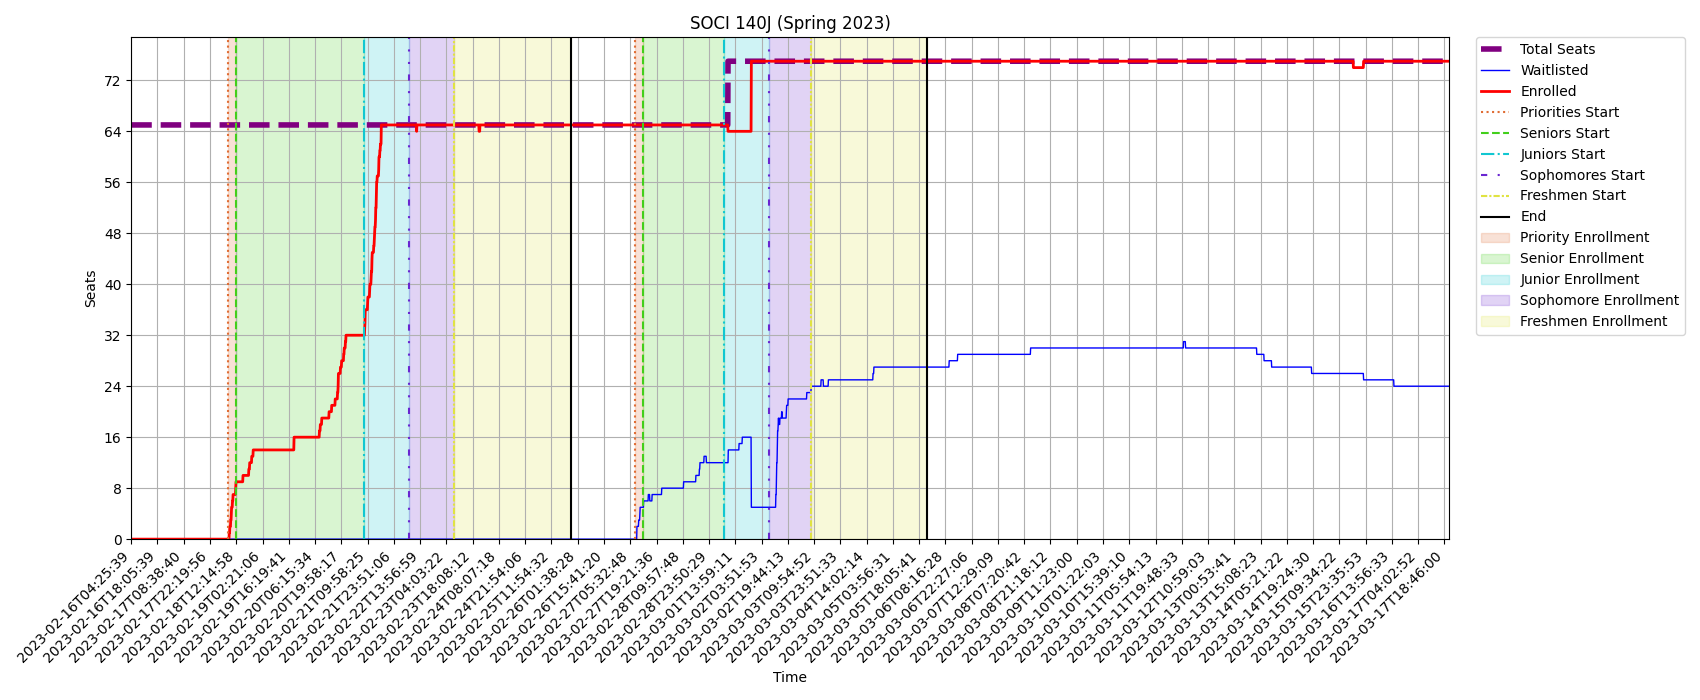 SOCI 140J (Spring 2023)
Seats
72
64
56
48
40
32
24
16
8
0
2023-02-16T04:25:39
2023-02-16T18:05:39
2023-02-17T08:38:40
2023-02-17T22:19:56
2023-02-18T12:14:58
2023-02-19T02:21:06
2023-02-19T16:19:41
2023-02-20T06:15:34
2023-02-20T19:58:17
2023-02-21T09:58:25
2023-02-21T23:51:06
2023-02-22T13:56:59
2023-02-23T04:03:22
2023-02-23T18:08:12
2023-02-24T08:07:18
2023-02-24T21:54:06
2023-02-25T11:54:32
2023-02-26T01:38:28
2023-02-26T15:41:20
2023-02-27T05:32:48
2023-02-27T19:21:36
2023-02-28T09:57:48
2023-02-28T23:50:29
2023-03-01T13:59:11
2023-03-02T03:51:53
2023-03-02T19:44:13
2023-03-03T09:54:52
2023-03-03T23:51:33
2023-03-04T14:02:14
2023-03-05T03:56:31
2023-03-05T18:05:41
2023-03-06T08:16:28
2023-03-06T22:27:06
2023-03-07T12:29:09
2023-03-08T07:20:42
2023-03-08T21:18:12
2023-03-09T11:23:00
2023-03-10T01:22:03
2023-03-10T15:39:10
2023-03-11T05:54:13
2023-03-11T19:48:33
2023-03-12T10:59:03
2023-03-13T00:53:41
2023-03-13T15:08:23
2023-03-14T05:21:22
2023-03-14T19:24:30
2023-03-15T09:34:22
2023-03-15T23:35:53
2023-03-16T13:56:33
2023-03-17T04:02:52
2023-03-17T18:46:00
Time
Total Seats
Waitlisted
Enrolled
Priorities Start
Seniors Start
Juniors Start
Sophomores Start
Freshmen Start
End
Priority Enrollment
Senior Enrollment
Junior Enrollment
Sophomore Enrollment
Freshmen Enrollment